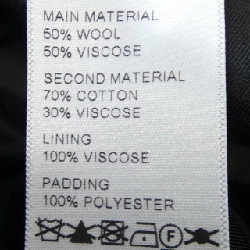 MAIN MATERIAL
50% WOOL
50% VISCOSE
SECOND MATERIAL
70% COTTON
30% VISCOSE
LINING
100% VISCOSE
PADDING
100% POLYESTER
F